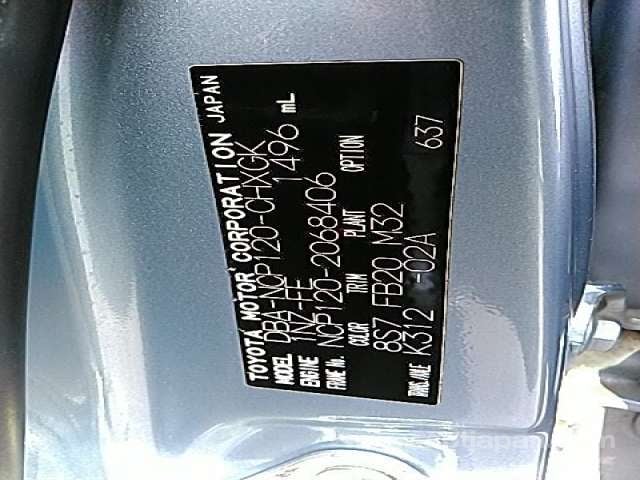 TOYOTA MOTOR CORPORATION JAPAN
MODEL DBA-NCP120-CHXGK
ENGINE 1NZ-FE 1496 mL
FRAME No. NCP120-2068406
COLOR TRIM PLANT OPTION
8S7 FB20 M32
TRANS./AXLE K312 -02A 637